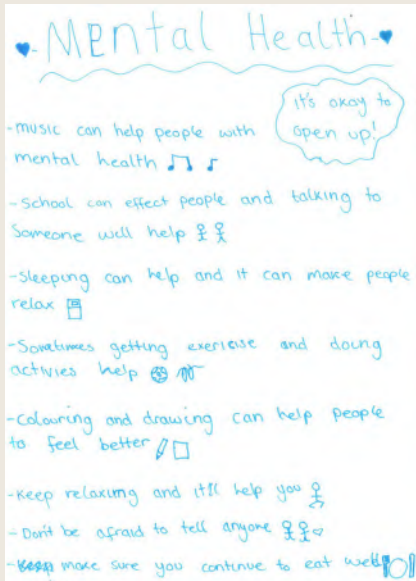 Mental Health
it's okay to
open up!
-music can help people with
mental health
-School can effect people and talking to
Someone will help
-Sleeping can help and it can make people
relax
-Sometimes getting exericise and doing
activies help
-Colouring and drawing can help people
to feel better
-Keep relaxing and it'll help you
-Don't be afraid to tell anyone
-make sure you continue to eat well